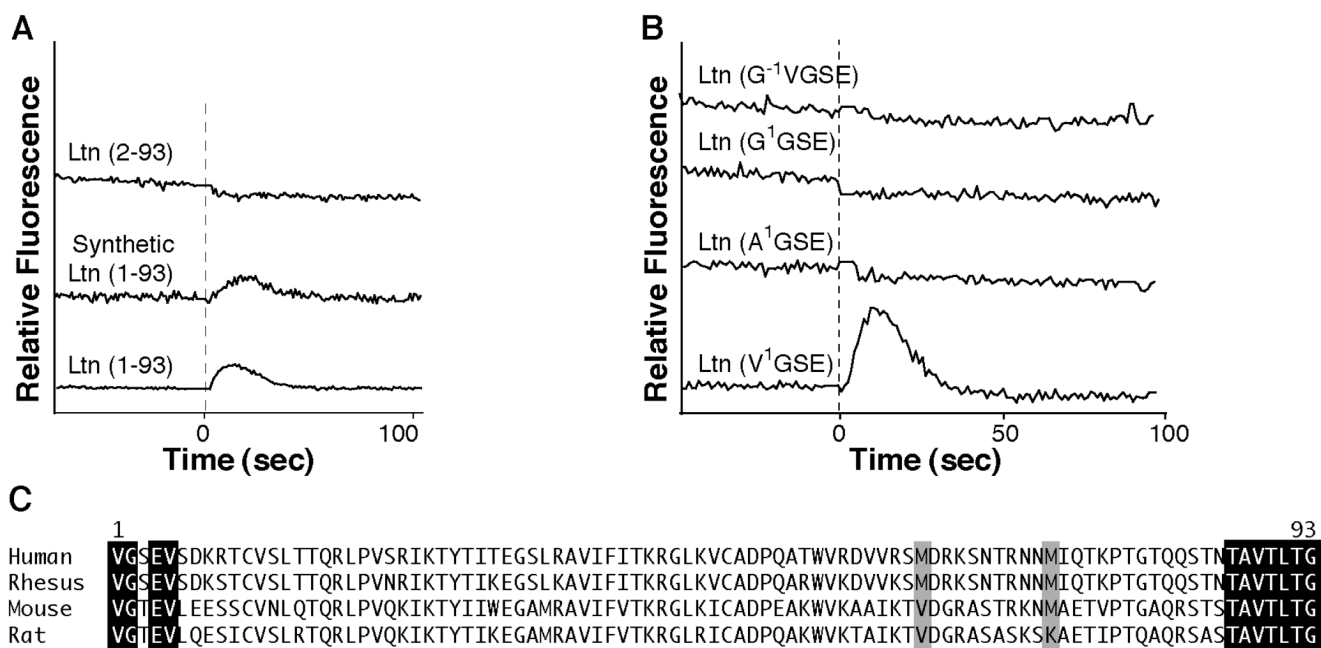 A
Relative Fluorescence
Ltn (2-93)
Synthetic
Ltn (1-93)
Ltn (1-93)
0 100
Time (sec)
B
Relative Fluorescence
Ltn (G⁻¹VGSE)
Ltn (G¹GSE)
Ltn (A¹GSE)
Ltn (V¹GSE)
0 50 100
Time (sec)
C
1 93
Human VGSEVSDKRTCVSLTTQRLPVSRIKTYTITEGSLRAVIFITKRGLKVCADPQATWVRDVVRSMDRKSNTRNNMIQTKPTGTQQSTNTAVTLTG
Rhesus VGSEVSDKSTCVSLTTQRLPVNRIKTYTIKEGSLRAVIFITKRGLKVCADPQARWVKDVVRSMDRKSNTRNNMIQTKPTGTQQSTNTAVTLTG
Mouse VGTEVLEESSCVNLQTQRLPVQKIKTYIIWEGAMRAVIFVTKRGLKICADPEAKWVKAAIKTVDGRASTRKNMAETVPTGAQRSTSTAVTLTG
Rat VGTEVLQESICVSLRTQRLPVQKIKTYTIKEGAMRAVIFVTKRGLRICADPQAKWVKTAIKTVDGRASASKSKAETIPTQAQRSASTAVTLTG